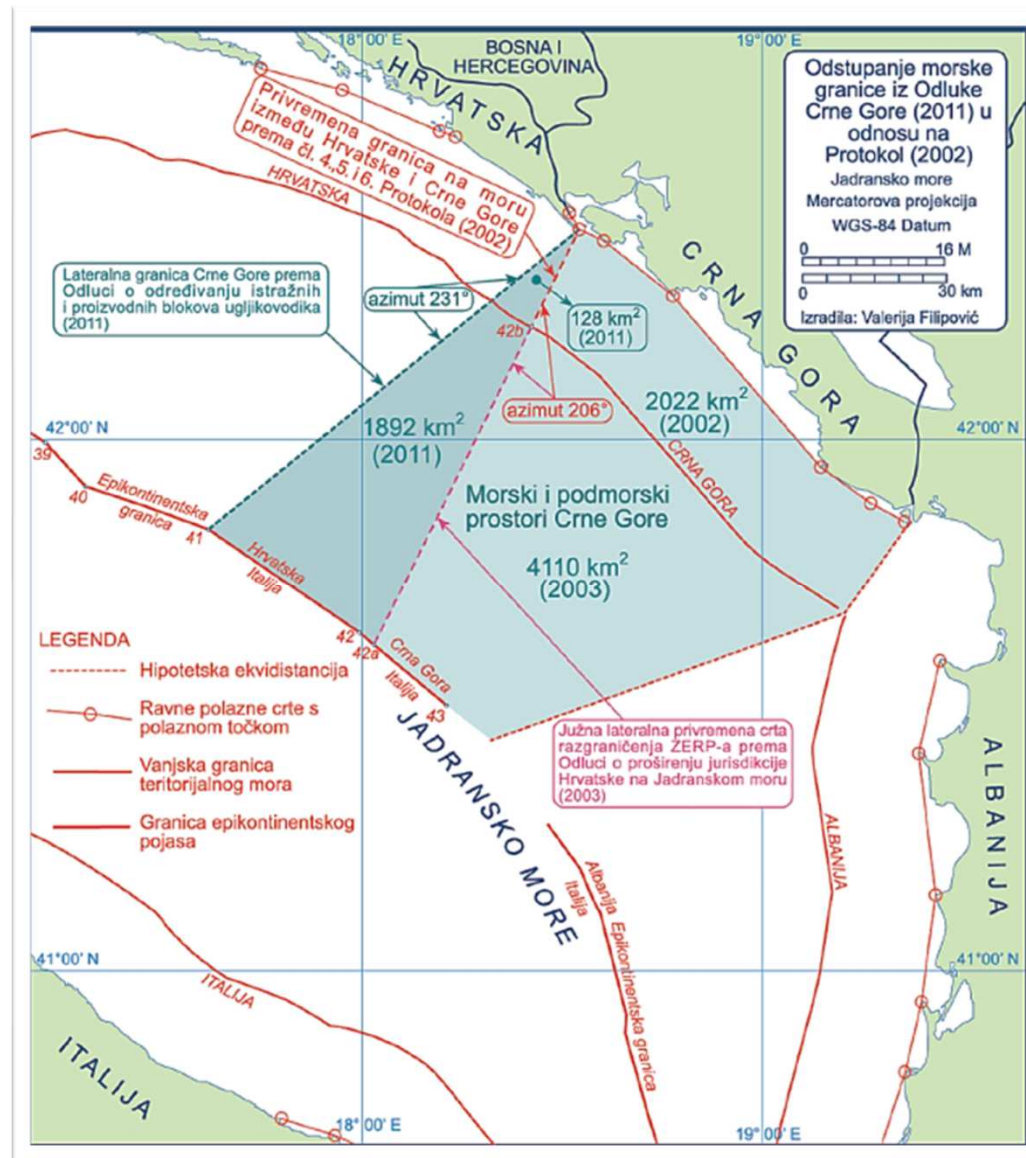 18°00' E
19°00' E
BOSNA I
HERCEGOVINA
HRVATSKA
Odstupanje morske
granice iz Odluke
Crne Gore (2011) u
odnosu na
Protokol (2002)
Jadransko more
Mercatorova projekcija
WGS-84 Datum
0 16 M
0 30 km
Izradila: Valerija Filipović
Privremena granica na moru
između Hrvatske i Crne Gore
prema čl. 4.,5. i 6. Protokola (2002)
HRVATSKA
CRNA GORA
Lateralna granica Crne Gore prema
Odluci o određivanju istražnih
i proizvodnih blokova ugljikovodika
(2011)
azimut 231°
128 km²
(2011)
42b
azimut 206°
1892 km²
(2011)
2022 km²
(2002)
CRNA GORA
42°00' N
42°00' N
39
40
Epikontinentska
granica
41
Morski i podmorski
prostori Crne Gore
4110 km²
(2003)
Hrvatska
Italija
42
42a
Crna Gora
Italija
43
LEGENDA
Hipotetska ekvidistancija
Ravne polazne crte s
polaznom točkom
Vanjska granica
teritorijalnog mora
Granica epikontinentskog
pojasa
Južna lateralna privremena crta
razgraničenja ZERP-a prema
Odluci o proširenju jurisdikcije
Hrvatske na Jadranskom moru
(2003)
JADRANSKO MORE
ALBANIJA
ALBANIJA
Albanija Epikontinentska granica
Italija
41°00' N
41°00' N
ITALIJA
ITALIJA
18°00' E
19°00' E